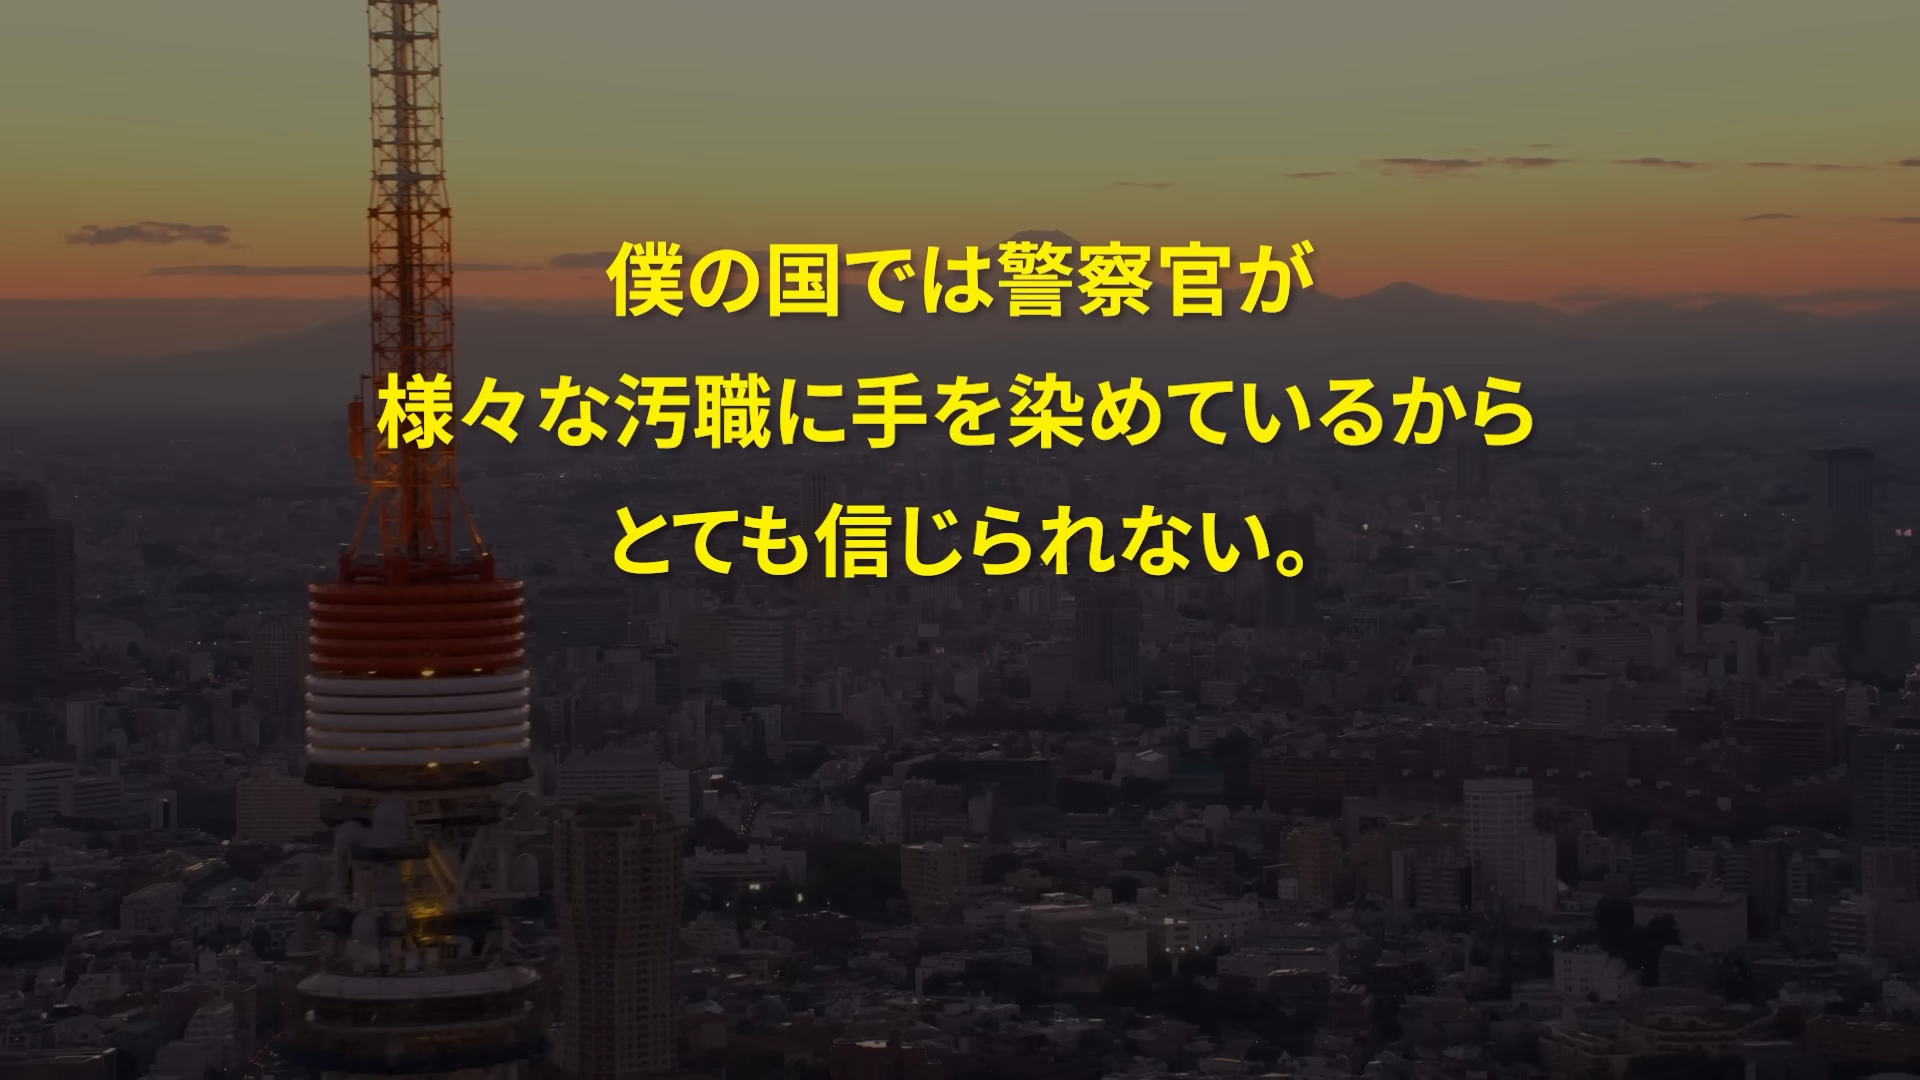 僕の国では警察官が
様々な汚職に手を染めているから
とても信じられない。